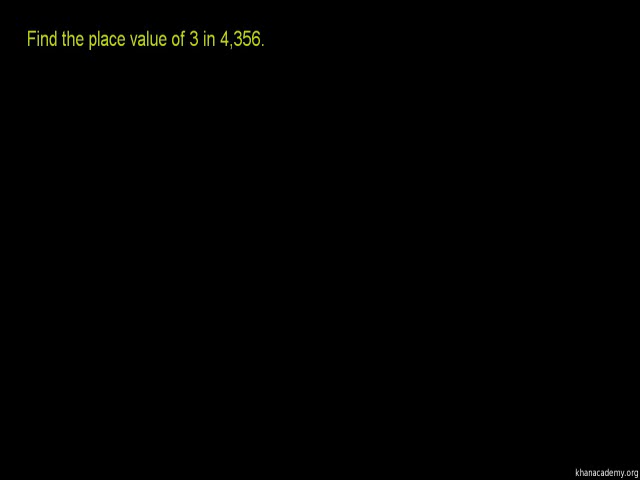 Find the place value of 3 in 4,356.
khanacademy.org